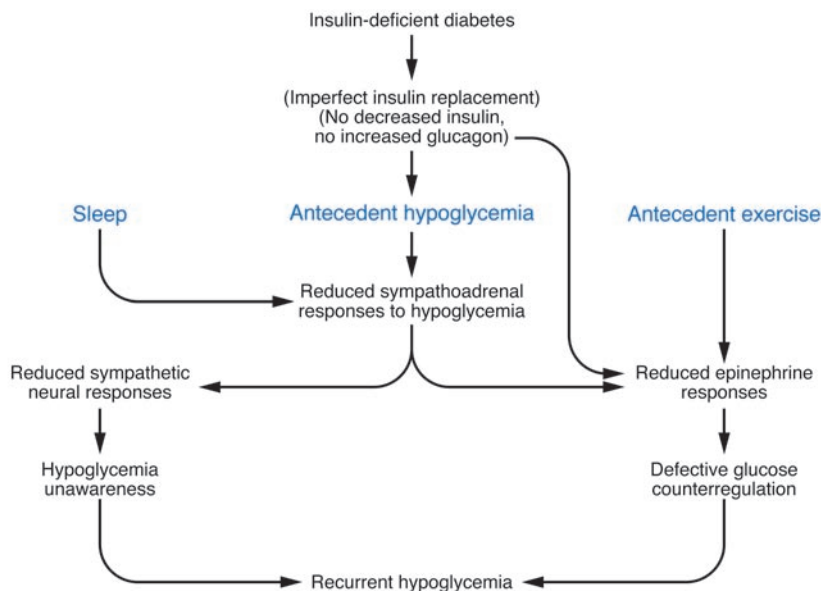 Insulin-deficient diabetes
(Imperfect insulin replacement)
(No decreased insulin,
no increased glucagon)
Sleep
Antecedent hypoglycemia
Antecedent exercise
Reduced sympathoadrenal
responses to hypoglycemia
Reduced sympathetic
neural responses
Reduced epinephrine
responses
Hypoglycemia
unawareness
Defective glucose
counterregulation
Recurrent hypoglycemia